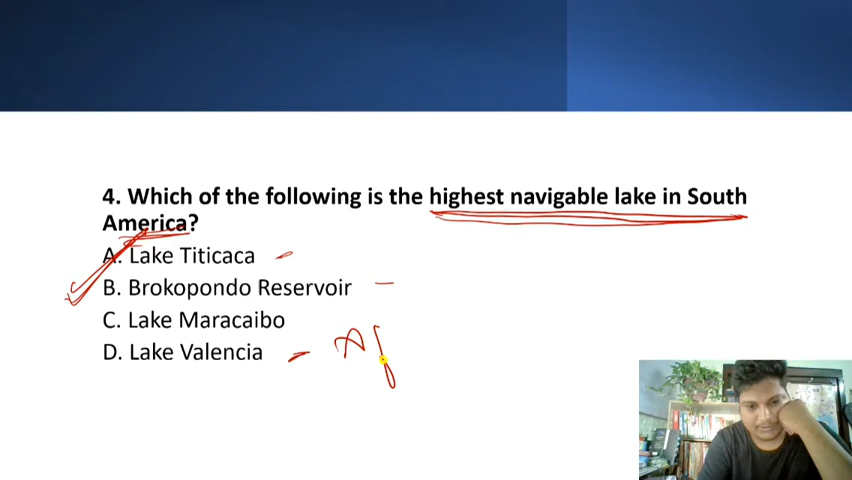 4. Which of the following is the highest navigable lake in South
America?
A. Lake Titicaca
B. Brokopondo Reservoir
C. Lake Maracaibo
D. Lake Valencia